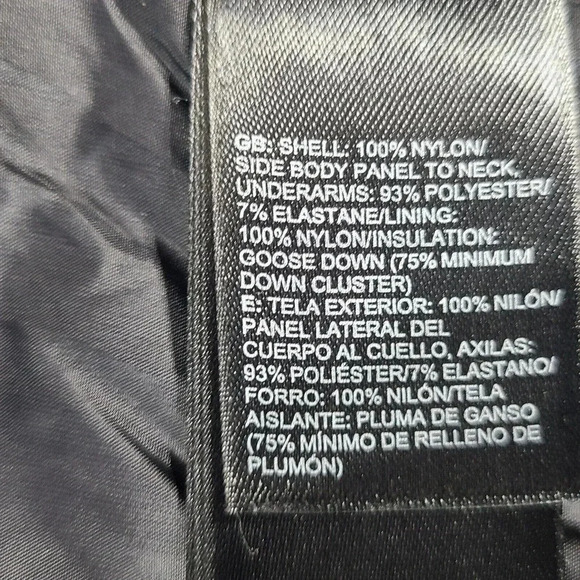 GB: SHELL: 100% NYLON/
SIDE BODY PANEL TO NECK,
UNDERARMS: 93% POLYESTER/
7% ELASTANE/LINING:
100% NYLON/INSULATION:
GOOSE DOWN (75% MINIMUM
DOWN CLUSTER)
E: TELA EXTERIOR: 100% NILÓN/
PANEL LATERAL DEL
CUERPO AL CUELLO, AXILAS:
93% POLIÉSTER/7% ELASTANO/
FORRO: 100% NILÓN/TELA
AISLANTE: PLUMA DE GANSO
(75% MÍNIMO DE RELLENO DE
PLUMÓN)